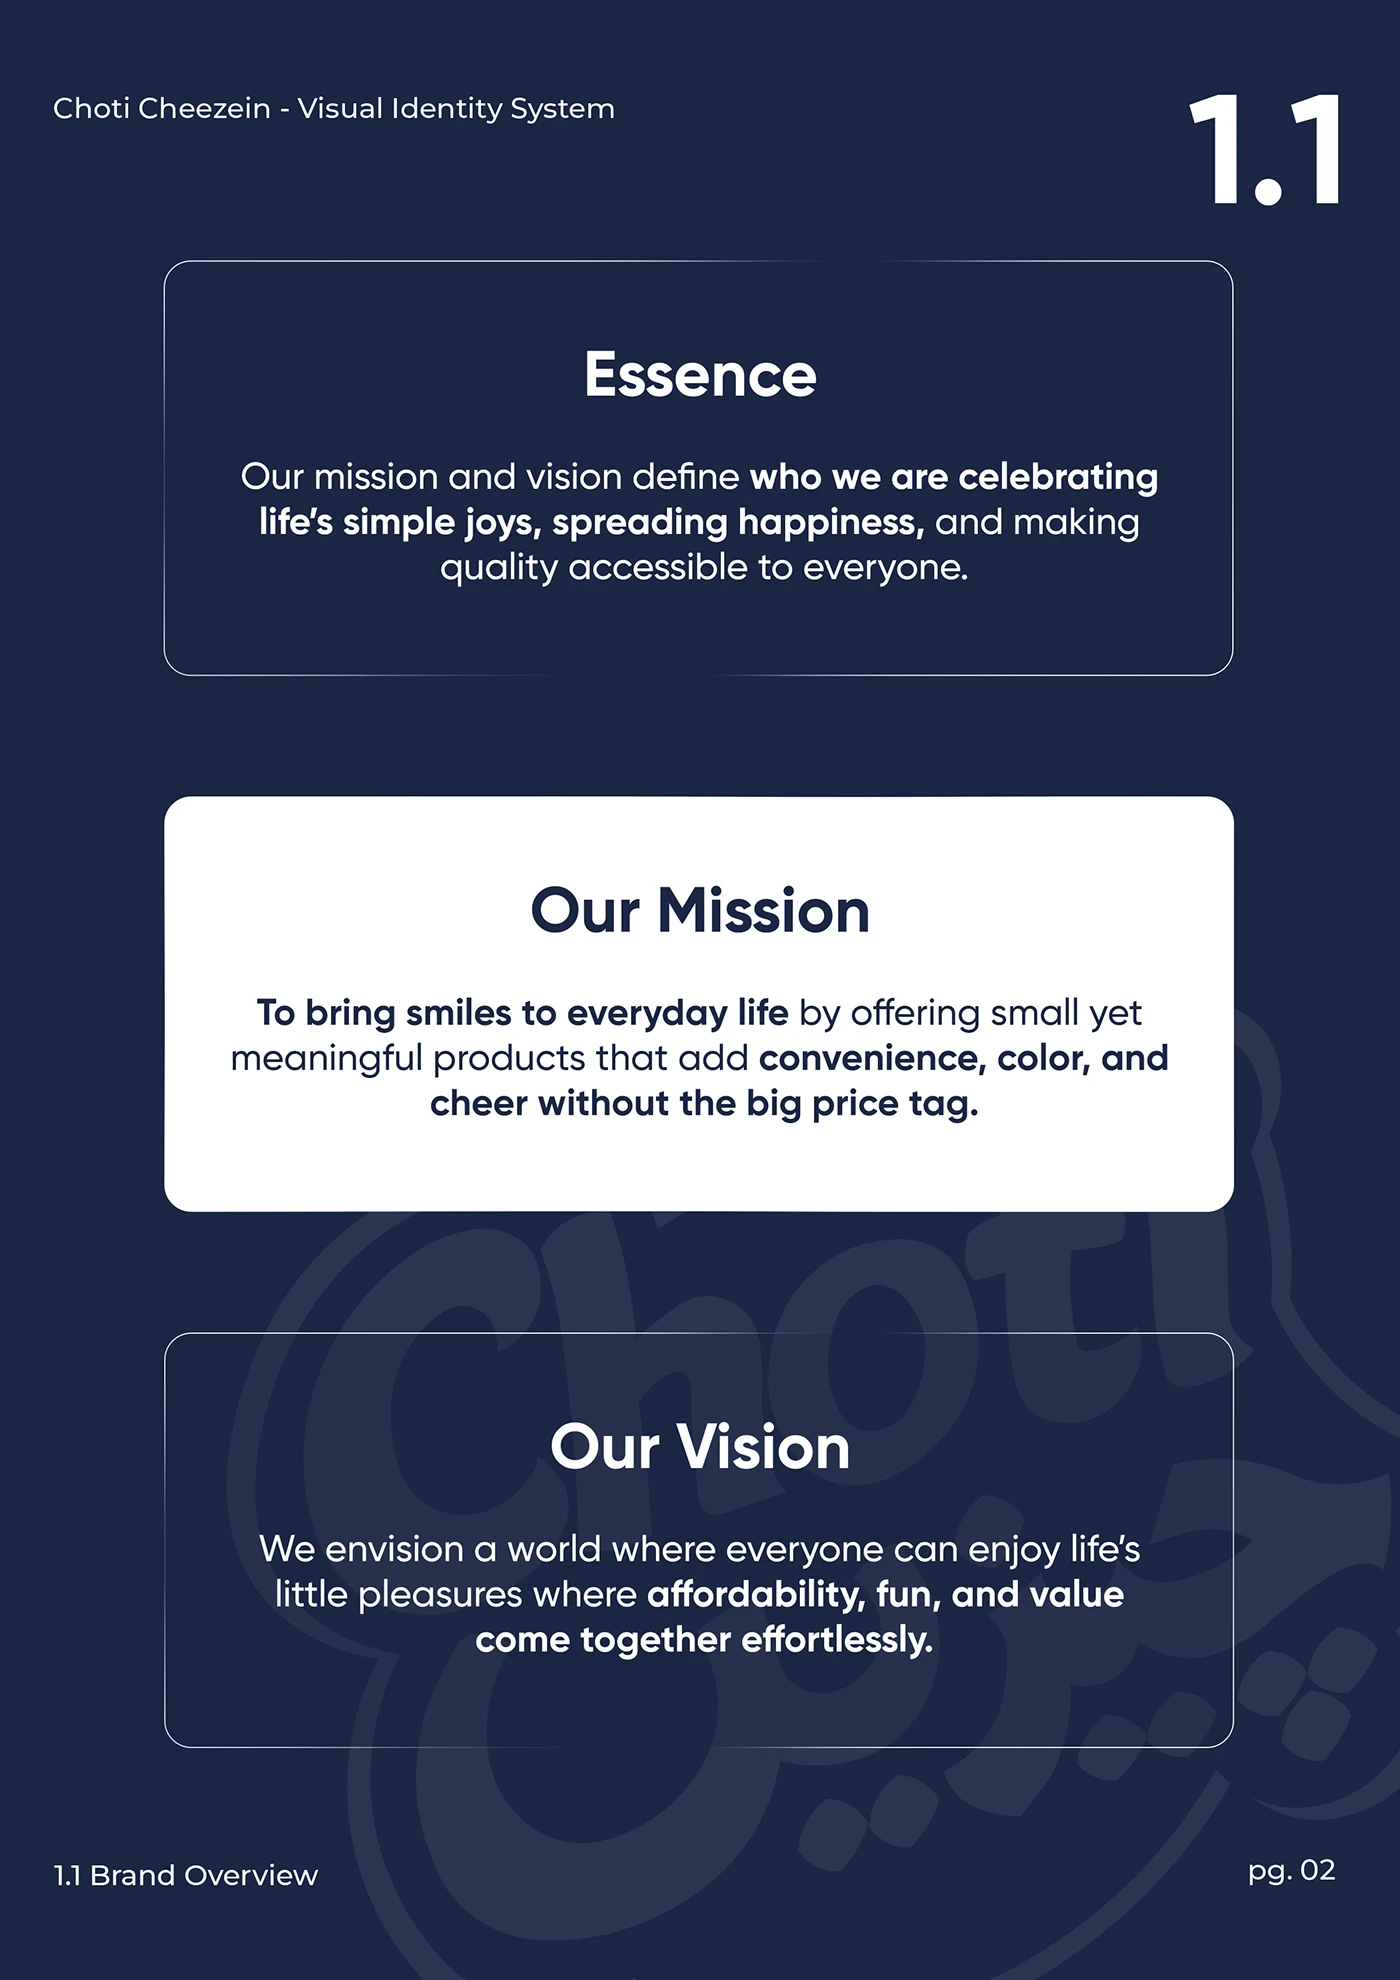 Choti Cheezein - Visual Identity System
1.1
Essence
Our mission and vision define who we are celebrating
life’s simple joys, spreading happiness, and making
quality accessible to everyone.
Our Mission
To bring smiles to everyday life by offering small yet
meaningful products that add convenience, color, and
cheer without the big price tag.
Choti
چیزیں
Our Vision
We envision a world where everyone can enjoy life’s
little pleasures where affordability, fun, and value
come together effortlessly.
1.1 Brand Overview
pg. 02